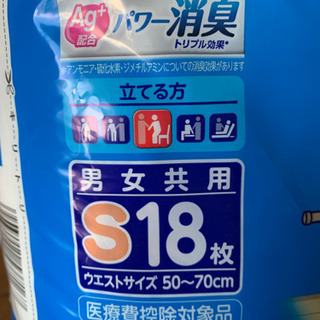 Ag+
配合
パワー消臭
トリプル効果*
アンモニア・硫化水素・ジメチルアミンについての消臭効果があります
立てる方
男女共用
S18枚
ウエストサイズ 50〜70cm
医療費控除対象品